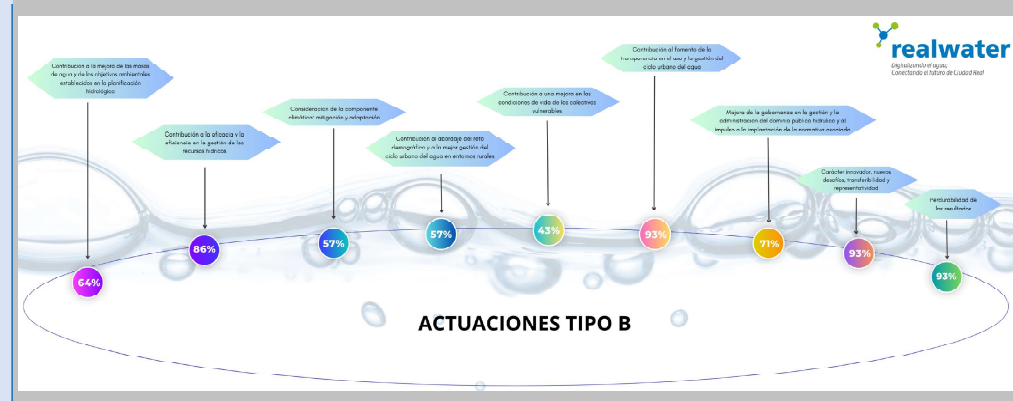 realwater
Digitalizando el agua,
Conectando el futuro de Ciudad Real
Contribución a la mejora de las masas
de agua y de los objetivos ambientales
establecidos en la planificación
hidrológica
64%
Contribución a la eficacia y la
eficiencia en la gestión de los
recursos hídricos
86%
Consideración de la componente
climática: mitigación y adaptación
57%
Contribución al abordaje del reto
demográfico y a la mejor gestión del
ciclo urbano del agua en entornos rurales
57%
Contribución a una mejora en las
condiciones de vida de los colectivos
vulnerables
43%
Contribución al fomento de la
transparencia en el uso y la gestión del
ciclo urbano del agua
93%
Mejora de la gobernanza en la gestión y la
administración del dominio público hidráulico y al
impulso a la implantación de la normativa asociada
71%
Carácter innovador, nuevos
desafíos, transferibilidad y
representatividad
93%
Perdurabilidad de
los resultados
93%
ACTUACIONES TIPO B